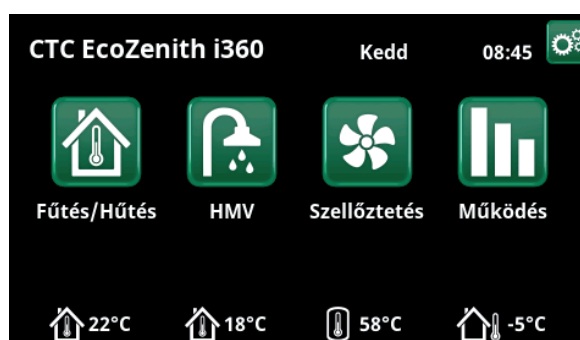 CTC EcoZenith i360 Kedd 08:45
Fűtés/Hűtés HMV Szellőztetés Működés
22°C 18°C 58°C -5°C